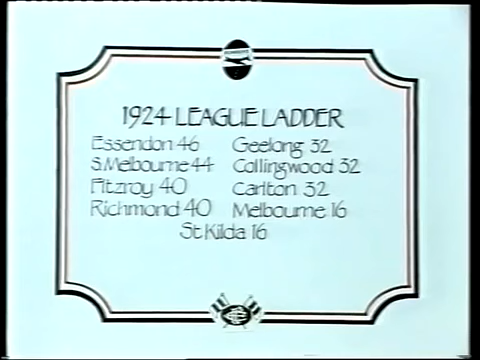 1924 LEAGUE LADDER
Essendon 46 Geelong 32
S.Melbourne 44 Collingwood 32
Fitzroy 40 Carlton 32
Richmond 40 Melbourne 16
St Kilda 16